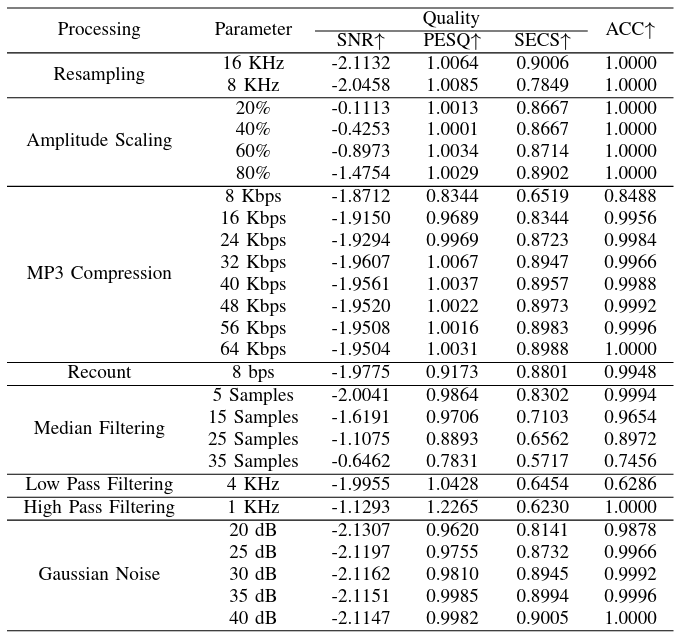 Processing Parameter Quality ACC↑
SNR↑ PESQ↑ SECS↑
Resampling 16 KHz -2.1132 1.0064 0.9006 1.0000
8 KHz -2.0458 1.0085 0.7849 1.0000
Amplitude Scaling 20% -0.1113 1.0013 0.8667 1.0000
40% -0.4253 1.0001 0.8667 1.0000
60% -0.8973 1.0034 0.8714 1.0000
80% -1.4754 1.0029 0.8902 1.0000
MP3 Compression 8 Kbps -1.8712 0.8344 0.6519 0.8488
16 Kbps -1.9150 0.9689 0.8344 0.9956
24 Kbps -1.9294 0.9969 0.8723 0.9984
32 Kbps -1.9607 1.0067 0.8947 0.9966
40 Kbps -1.9561 1.0037 0.8957 0.9988
48 Kbps -1.9520 1.0022 0.8973 0.9992
56 Kbps -1.9508 1.0016 0.8983 0.9996
64 Kbps -1.9504 1.0031 0.8988 1.0000
Recount 8 bps -1.9775 0.9173 0.8801 0.9948
Median Filtering 5 Samples -2.0041 0.9864 0.8302 0.9994
15 Samples -1.6191 0.9706 0.7103 0.9654
25 Samples -1.1075 0.8893 0.6562 0.8972
35 Samples -0.6462 0.7831 0.5717 0.7456
Low Pass Filtering 4 KHz -1.9955 1.0428 0.6454 0.6286
High Pass Filtering 1 KHz -1.1293 1.2265 0.6230 1.0000
Gaussian Noise 20 dB -2.1307 0.9620 0.8141 0.9878
25 dB -2.1197 0.9755 0.8732 0.9966
30 dB -2.1162 0.9810 0.8945 0.9992
35 dB -2.1151 0.9985 0.8994 0.9996
40 dB -2.1147 0.9982 0.9005 1.0000